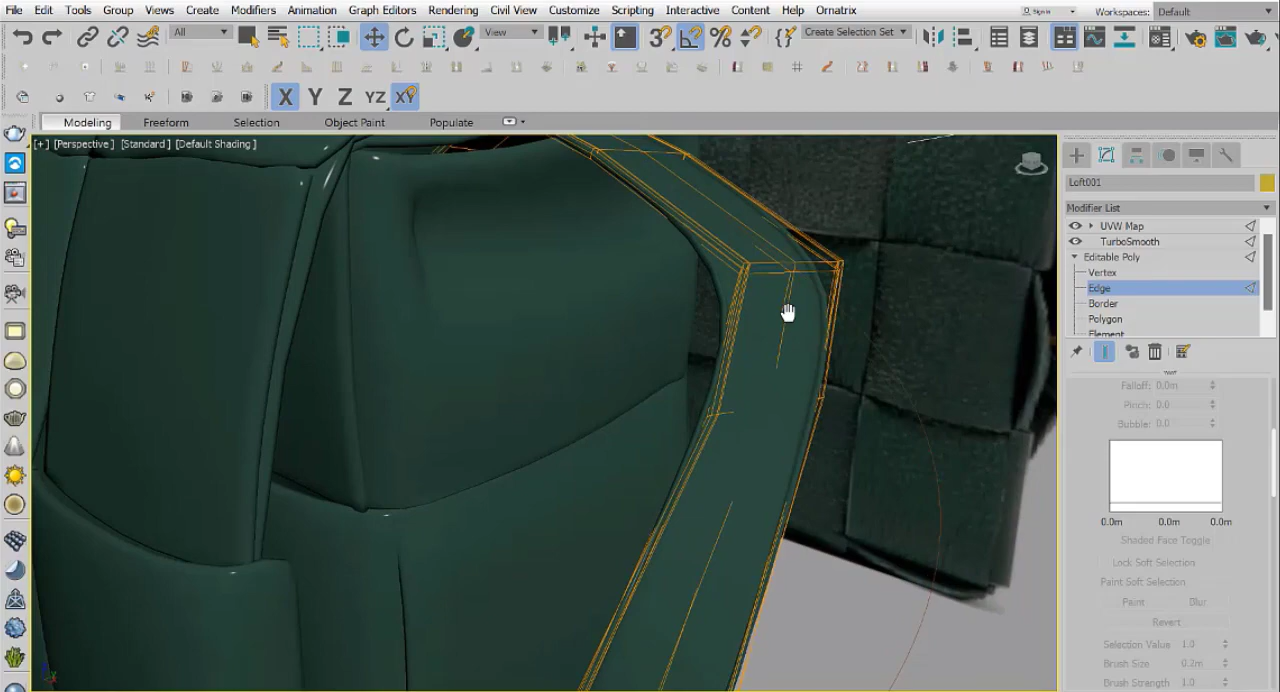 File Edit Tools Group Views Create Modifiers Animation Graph Editors Rendering Civil View Customize Scripting Interactive Content Help Ornatrix Sign In Workspaces: Default
All View Create Selection Set
X Y Z YZ XY
Modeling Freeform Selection Object Paint Populate
[+] [Perspective] [Standard] [Default Shading]
Loft001
Modifier List
UVW Map
TurboSmooth
Editable Poly
Vertex
Edge
Border
Polygon
Element
Falloff: 0.0m
Pinch: 0.0
Bubble: 0.0
0.0m 0.0m 0.0m
Shaded Face Toggle
Lock Soft Selection
Paint Soft Selection
Paint Blur
Revert
Selection Value 1.0
Brush Size 0.2m
Brush Strength 1.0